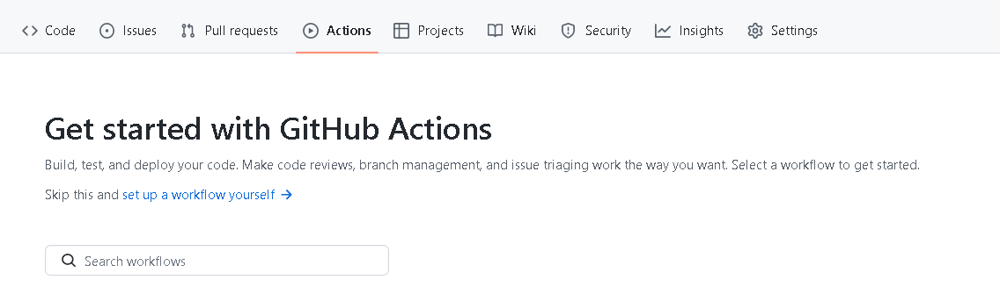 Code Issues Pull requests Actions Projects Wiki Security Insights Settings
Get started with GitHub Actions
Build, test, and deploy your code. Make code reviews, branch management, and issue triaging work the way you want. Select a workflow to get started.
Skip this and set up a workflow yourself →
Search workflows